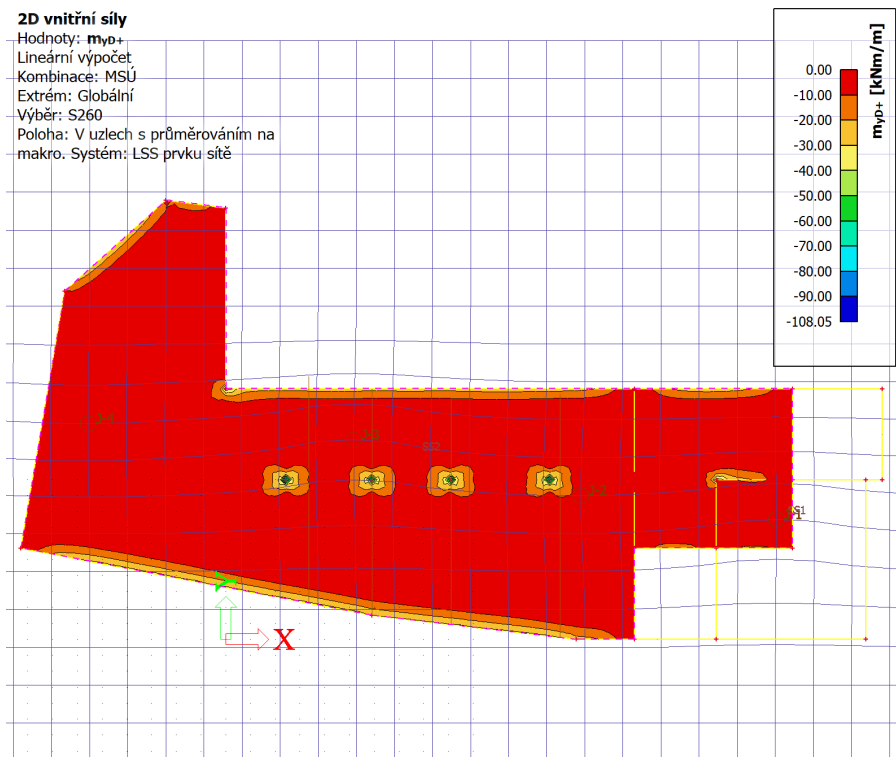 2D vnitřní síly
Hodnoty: myD+
Lineární výpočet
Kombinace: MSÚ
Extrém: Globální
Výběr: S260
Poloha: V uzlech s průměrováním na
makro. Systém: LSS prvku sítě
myD+ [kNm/m]
0.00
-10.00
-20.00
-30.00
-40.00
-50.00
-60.00
-70.00
-80.00
-90.00
-108.05
SS2
Y
X